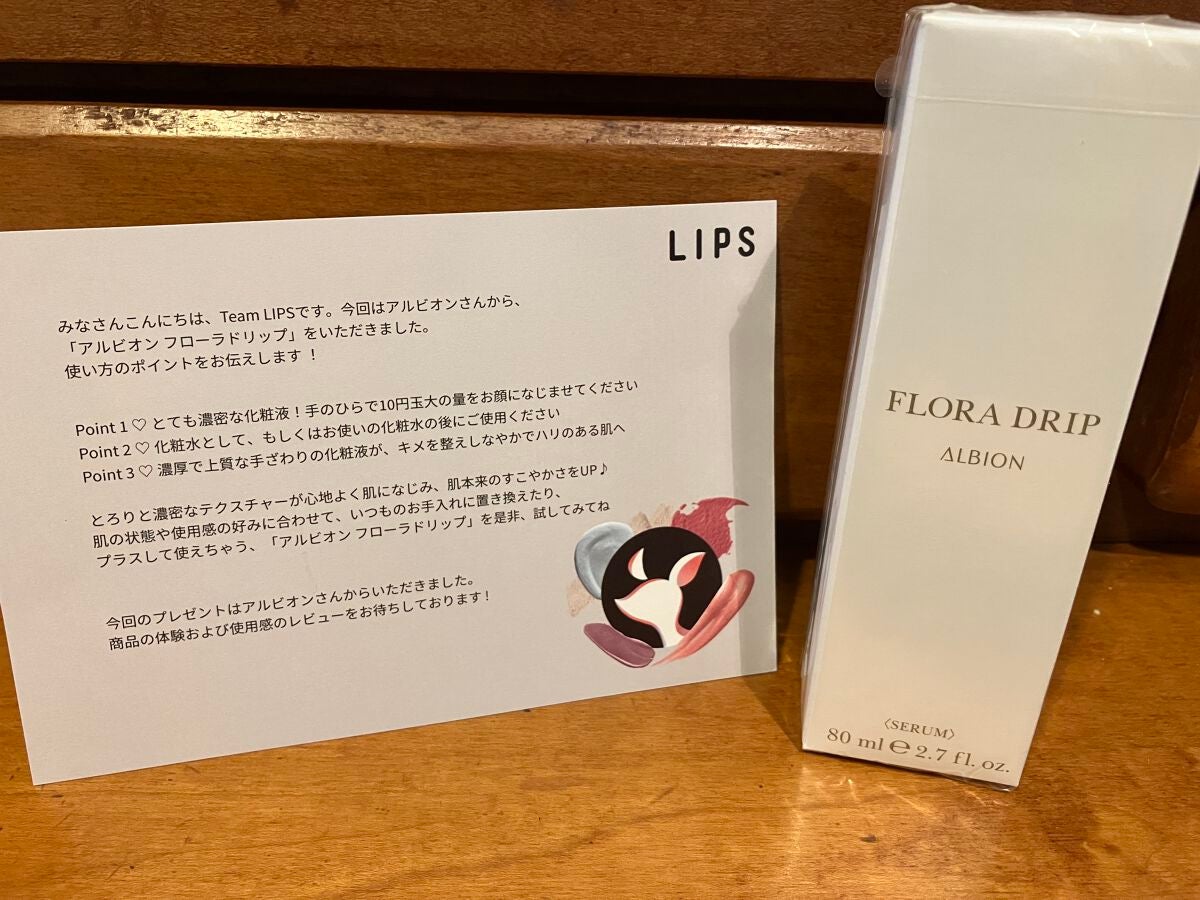 LIPS
みなさんこんにちは、Team LIPSです。今回はアルビオンさんから、
「アルビオン フローラドリップ」をいただきました。
使い方のポイントをお伝えします！
Point 1 ♡ とても濃密な化粧液！手のひらで10円玉大の量をお顔になじませてください
Point 2 ♡ 化粧水として、もしくはお使いの化粧水の後にご使用ください
Point 3 ♡ 濃厚で上質な手ざわりの化粧液が、キメを整えしなやかでハリのある肌へ
とろりと濃密なテクスチャーが心地よく肌になじみ、肌本来のすこやかさをUP♪
肌の状態や使用感の好みに合わせて、いつものお手入れに置き換えたり、
プラスして使えちゃう、「アルビオン フローラドリップ」を是非、試してみてね
今回のプレゼントはアルビオンさんからいただきました。
商品の体験および使用感のレビューをお待ちしております！
FLORA DRIP
ALBION
〈SERUM〉
80 ml ℮ 2.7 fl. oz.